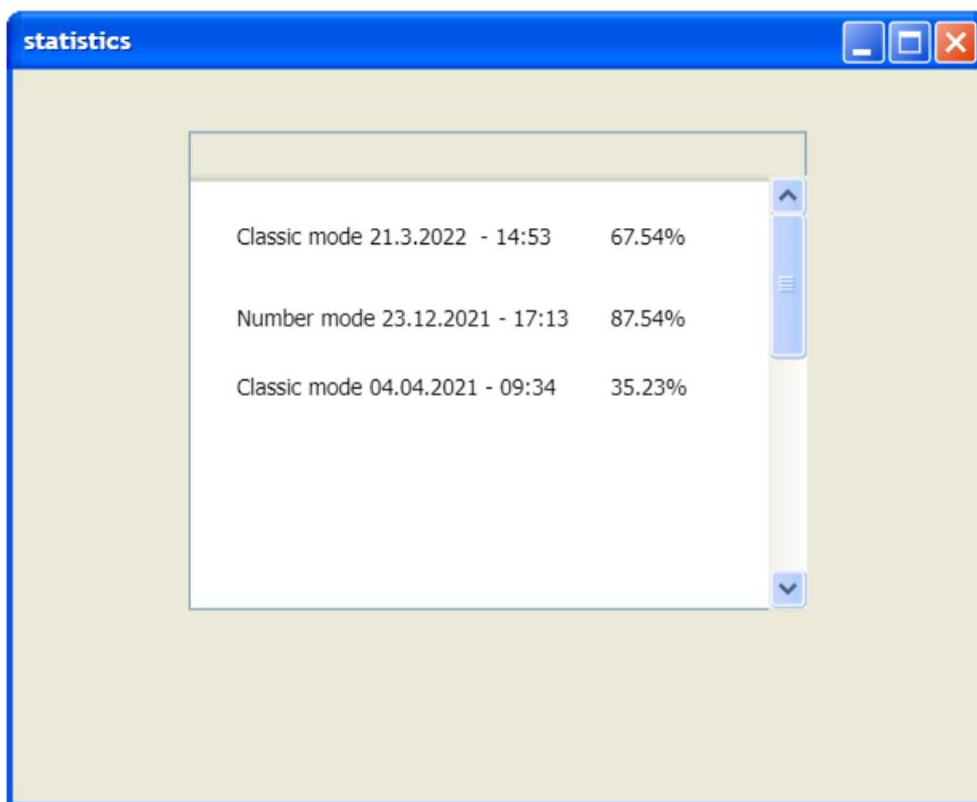 statistics
Classic mode 21.3.2022  - 14:53 67.54%
Number mode 23.12.2021 - 17:13 87.54%
Classic mode 04.04.2021 - 09:34 35.23%